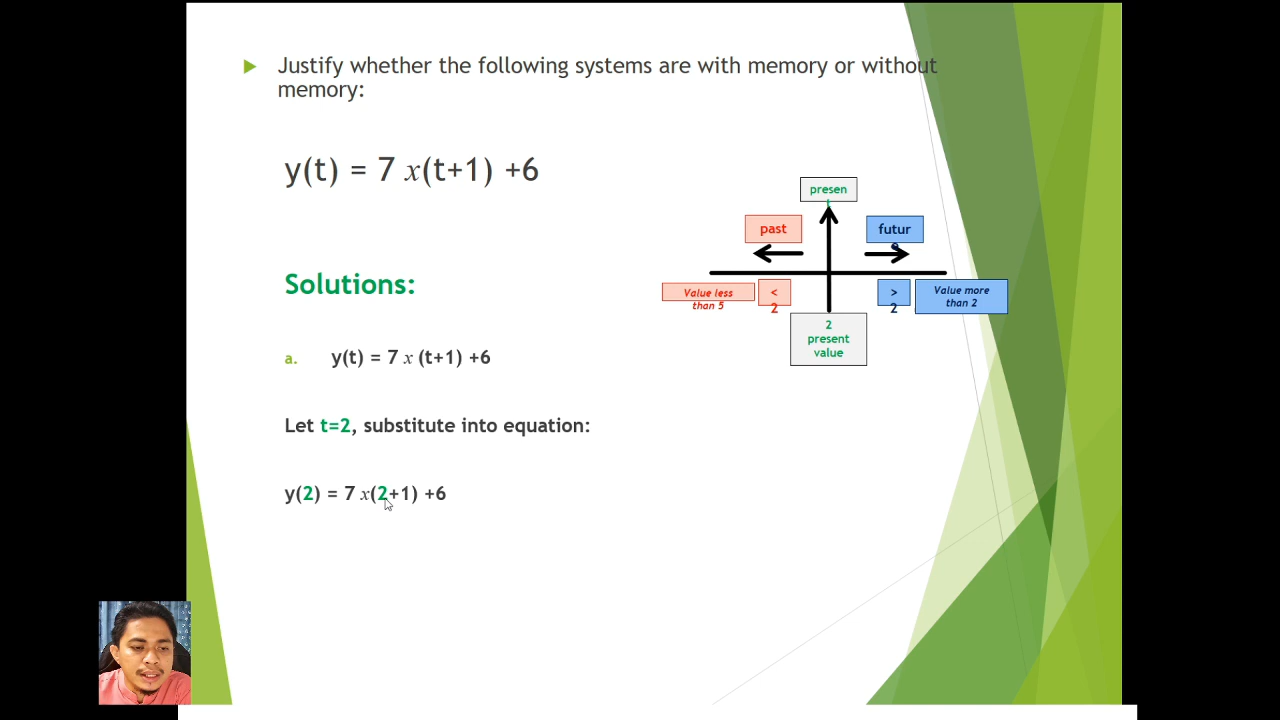 Justify whether the following systems are with memory or without
memory:
y(t) = 7 x(t+1) +6
presen
t
past
futur
e
Solutions:
Value less
than 5
<
2
>
2
Value more
than 2
2
present
value
a. y(t) = 7 x (t+1) +6
Let t=2, substitute into equation:
y(2) = 7 x(2+1) +6